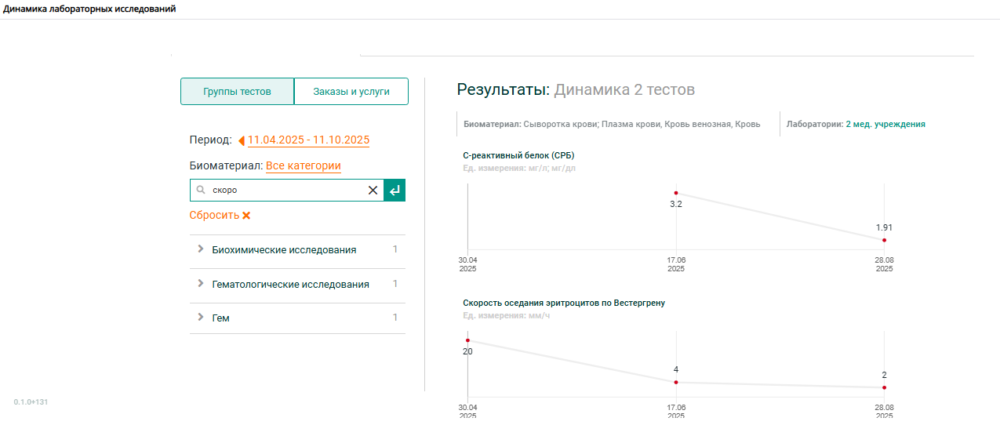 Динамика лабораторных исследований
Группы тестов
Заказы и услуги
Период: 11.04.2025 - 11.10.2025
Биоматериал: Все категории
скоро
Сбросить
Биохимические исследования 1
Гематологические исследования 1
Гем 1
0.1.0+131
Результаты: Динамика 2 тестов
Биоматериал: Сыворотка крови; Плазма крови, Кровь венозная, Кровь
Лаборатории: 2 мед. учреждения
С-реактивный белок (СРБ)
Ед. измерения: мг/л; мг/дл
3.2
1.91
30.04 17.06 28.08
2025 2025 2025
Скорость оседания эритроцитов по Вестергрену
Ед. измерения: мм/ч
20
4
2
30.04 17.06 28.08
2025 2025 2025